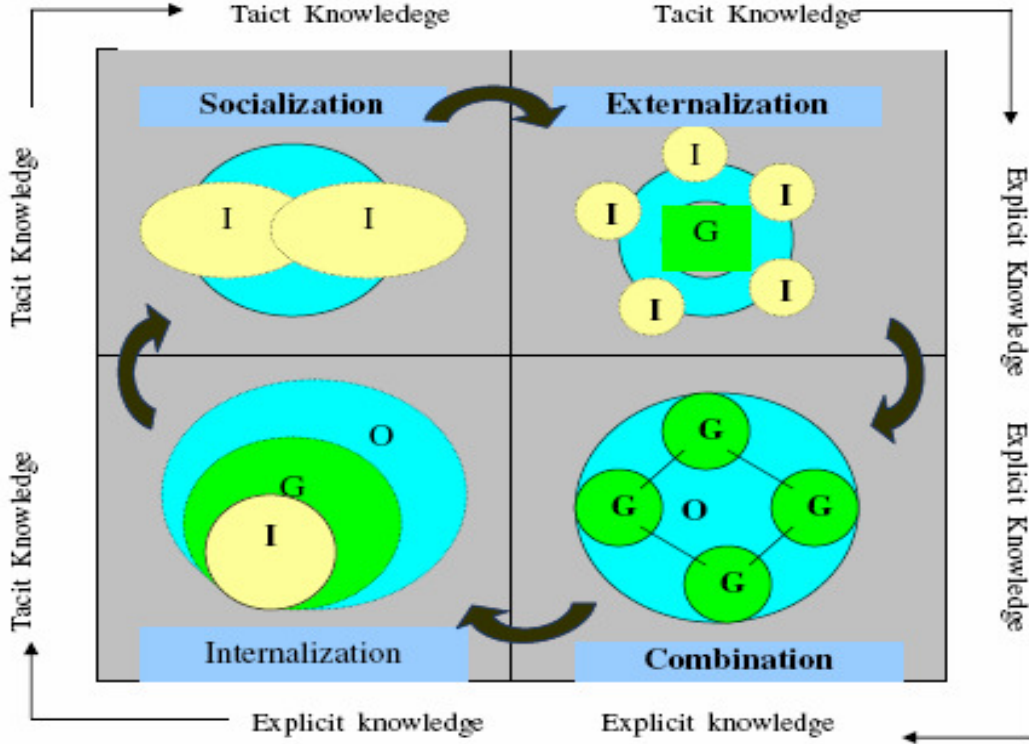 Taict Knowledege
Tacit Knowledge
Socialization
Externalization
Tacit Knowledge
Explicit Knowledge
I
I
I
I
I
I
I
G
Tacit Knowledge
Explicit Knowledge
O
G
I
G
G
O
G
G
Internalization
Combination
Explicit knowledge
Explicit knowledge